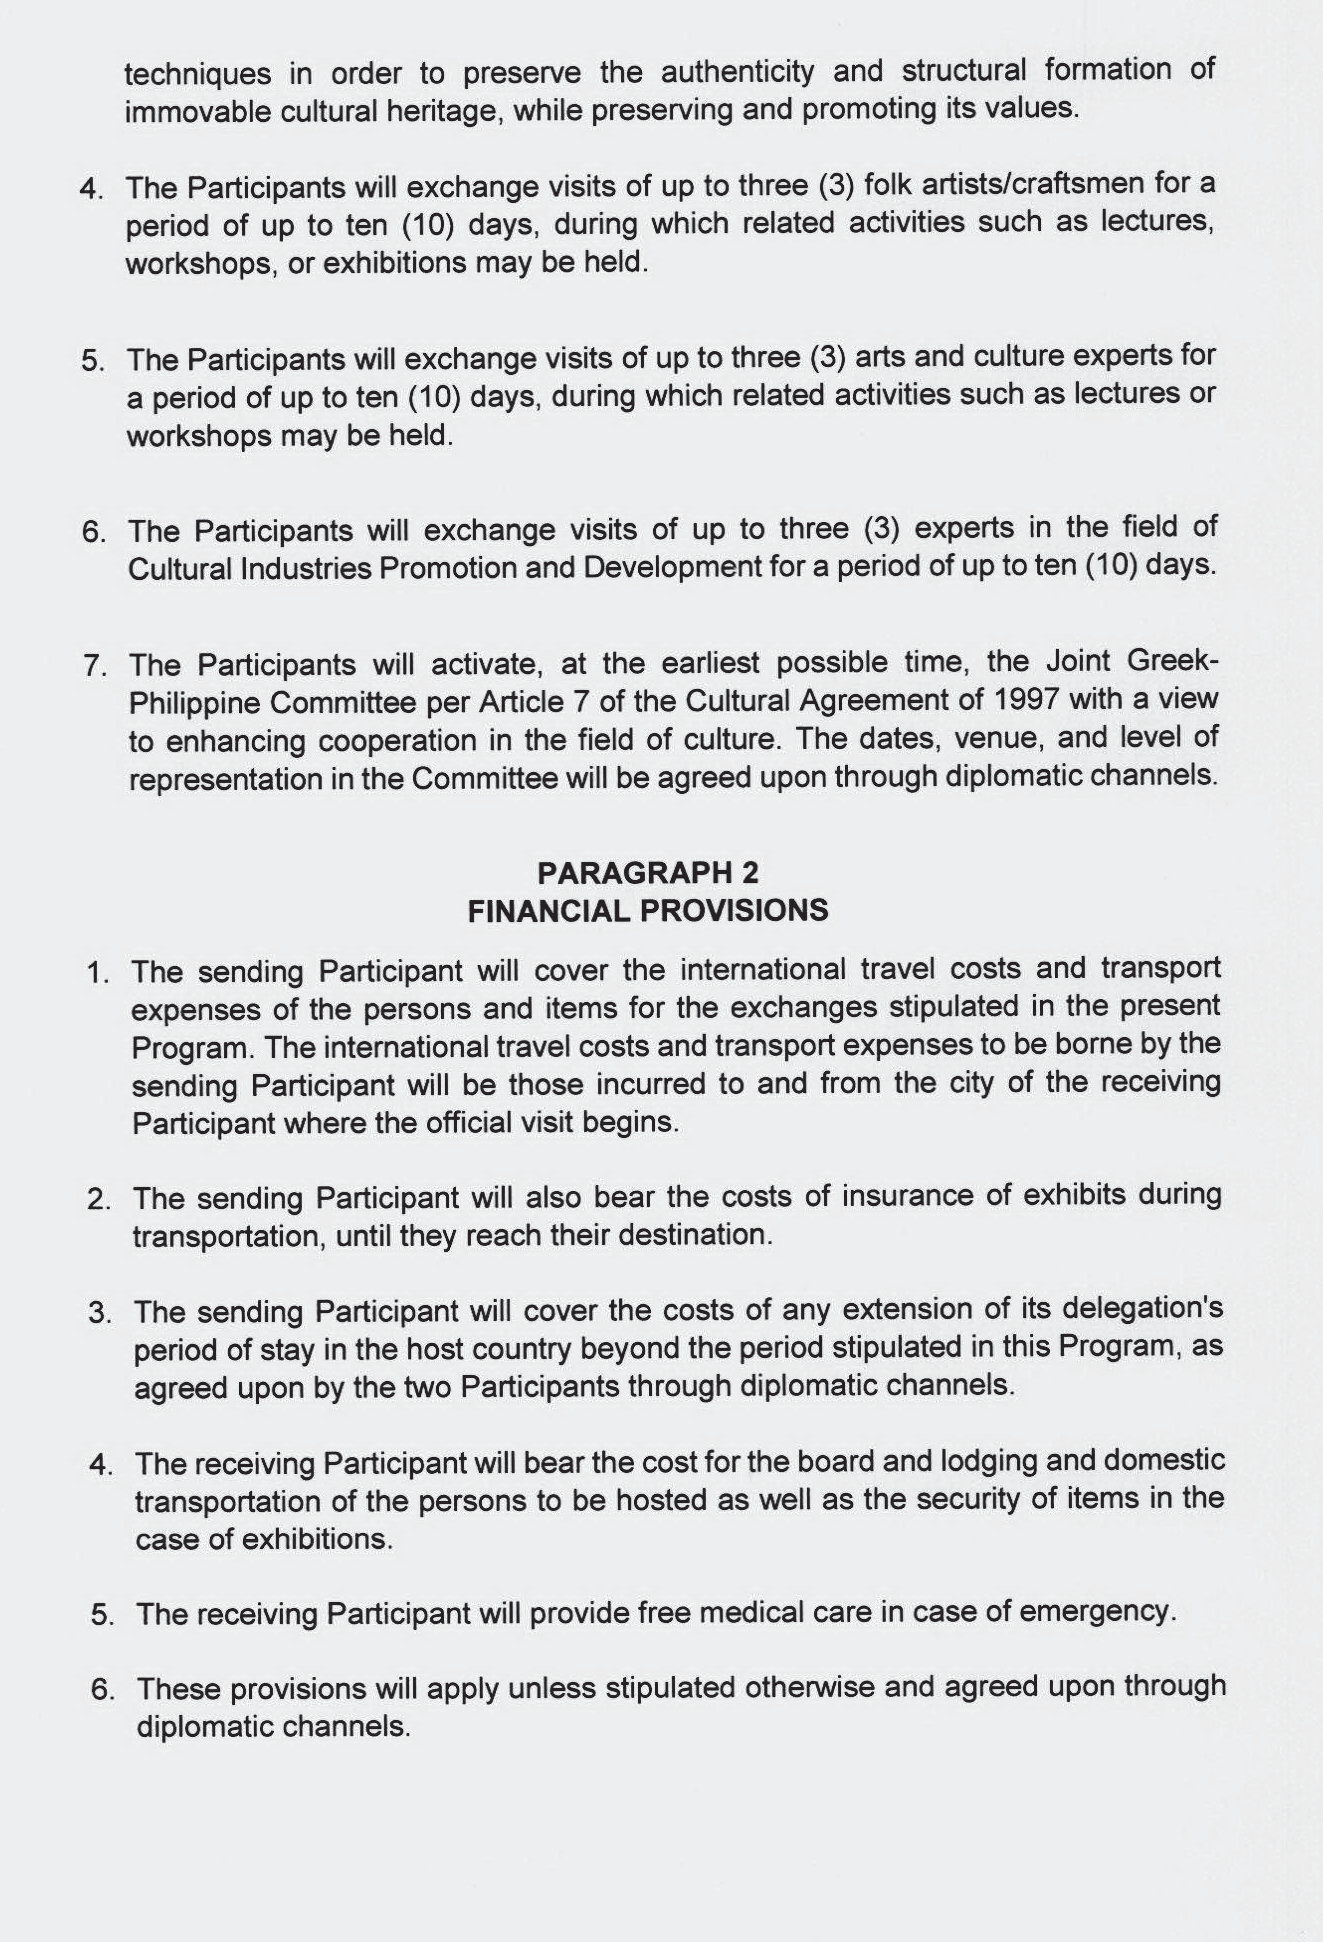 techniques in order to preserve the authenticity and structural formation of
immovable cultural heritage, while preserving and promoting its values.
4. The Participants will exchange visits of up to three (3) folk artists/craftsmen for a
period of up to ten (10) days, during which related activities such as lectures,
workshops, or exhibitions may be held.
5. The Participants will exchange visits of up to three (3) arts and culture experts for
a period of up to ten (10) days, during which related activities such as lectures or
workshops may be held.
6. The Participants will exchange visits of up to three (3) experts in the field of
Cultural Industries Promotion and Development for a period of up to ten (10) days.
7. The Participants will activate, at the earliest possible time, the Joint Greek-
Philippine Committee per Article 7 of the Cultural Agreement of 1997 with a view
to enhancing cooperation in the field of culture. The dates, venue, and level of
representation in the Committee will be agreed upon through diplomatic channels.
PARAGRAPH 2
FINANCIAL PROVISIONS
1. The sending Participant will cover the international travel costs and transport
expenses of the persons and items for the exchanges stipulated in the present
Program. The international travel costs and transport expenses to be borne by the
sending Participant will be those incurred to and from the city of the receiving
Participant where the official visit begins.
2. The sending Participant will also bear the costs of insurance of exhibits during
transportation, until they reach their destination.
3. The sending Participant will cover the costs of any extension of its delegation's
period of stay in the host country beyond the period stipulated in this Program, as
agreed upon by the two Participants through diplomatic channels.
4. The receiving Participant will bear the cost for the board and lodging and domestic
transportation of the persons to be hosted as well as the security of items in the
case of exhibitions.
5. The receiving Participant will provide free medical care in case of emergency.
6. These provisions will apply unless stipulated otherwise and agreed upon through
diplomatic channels.